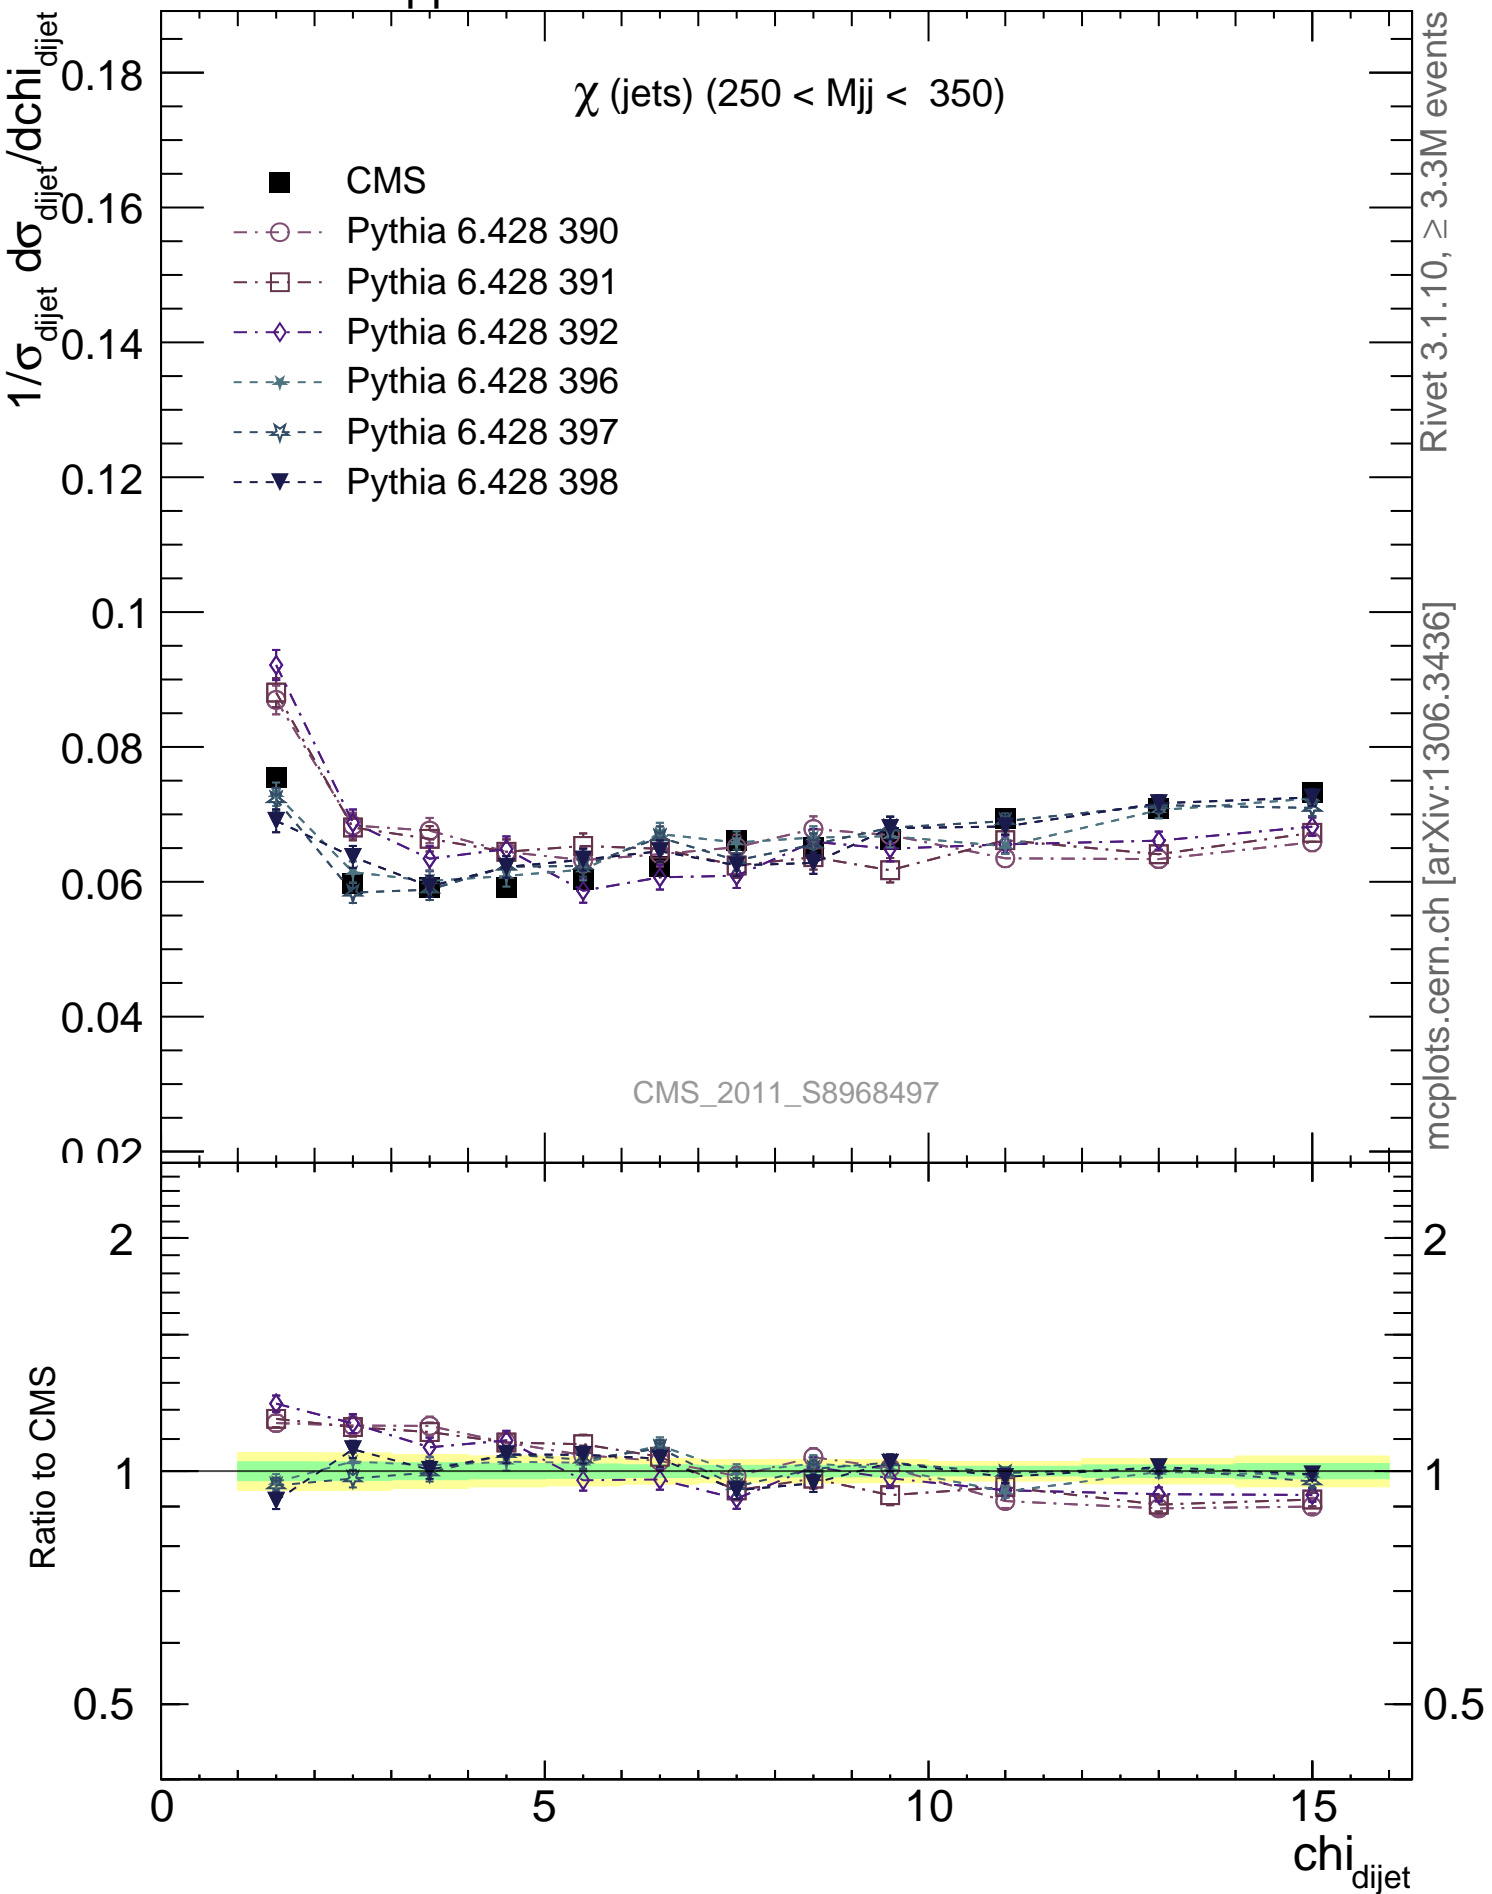 χ (jets) (250 < Mjj < 350)
1/σdijet dσdijet/dchidijet
CMS
Pythia 6.428 390
Pythia 6.428 391
Pythia 6.428 392
Pythia 6.428 396
Pythia 6.428 397
Pythia 6.428 398
0.18
0.16
0.14
0.12
0.1
0.08
0.06
0.04
0.02
CMS_2011_S8968497
Rivet 3.1.10, ≥ 3.3M events
mcplots.cern.ch [arXiv:1306.3436]
Ratio to CMS
2
1
0.5
2
1
0.5
0
5
10
15
chidijet